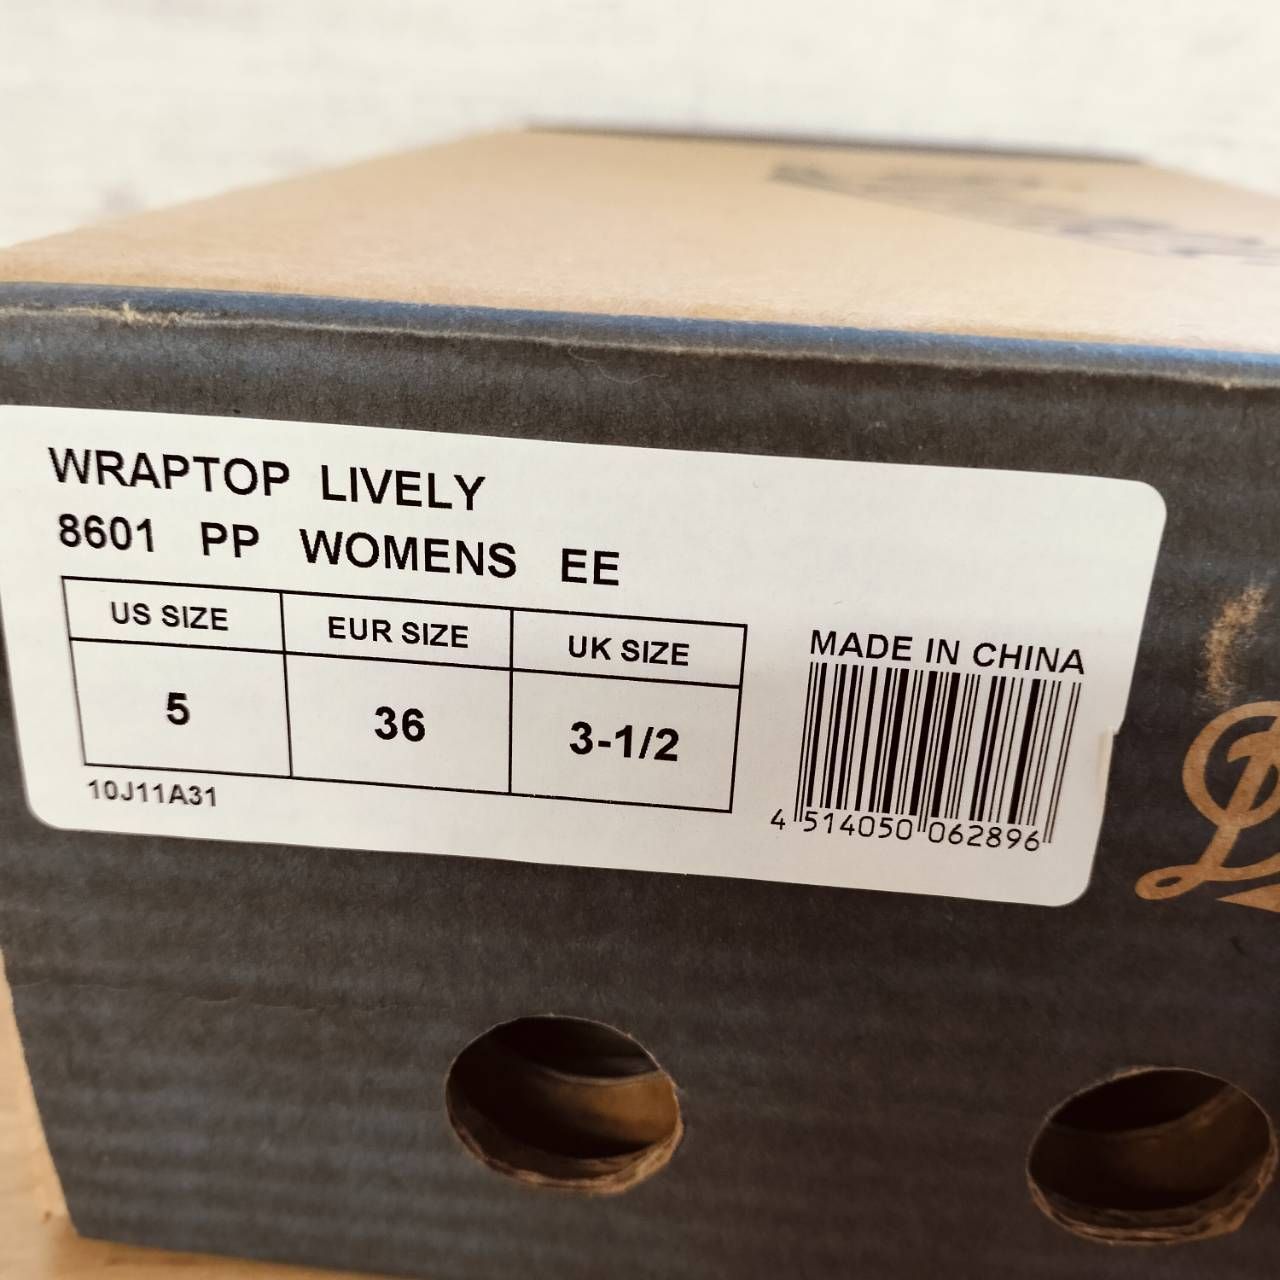 WRAPTOP LIVELY
8601 PP WOMENS EE
US SIZE EUR SIZE UK SIZE
5 36 3-1/2
10J11A31
MADE IN CHINA
4 514050 062896